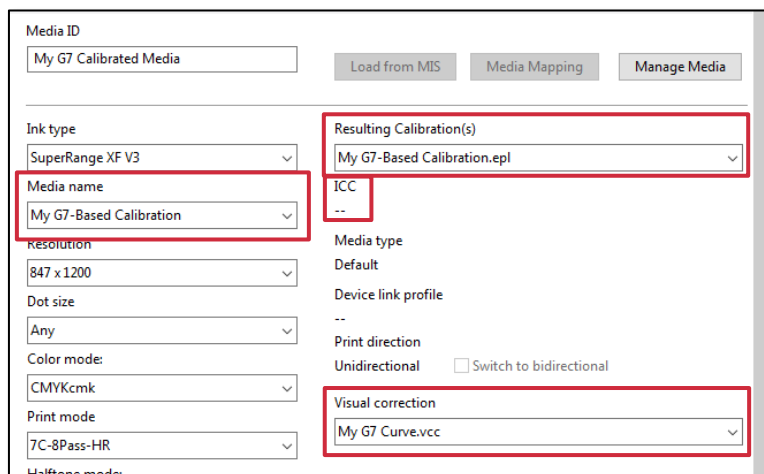 Media ID
My G7 Calibrated Media
Load from MIS
Media Mapping
Manage Media
Ink type
SuperRange XF V3
Media name
My G7-Based Calibration
Resolution
847 x 1200
Dot size
Any
Color mode:
CMYKcmk
Print mode
7C-8Pass-HR
Halftone mode:
Resulting Calibration(s)
My G7-Based Calibration.epl
ICC
--
Media type
Default
Device link profile
--
Print direction
Unidirectional
Switch to bidirectional
Visual correction
My G7 Curve.vcc